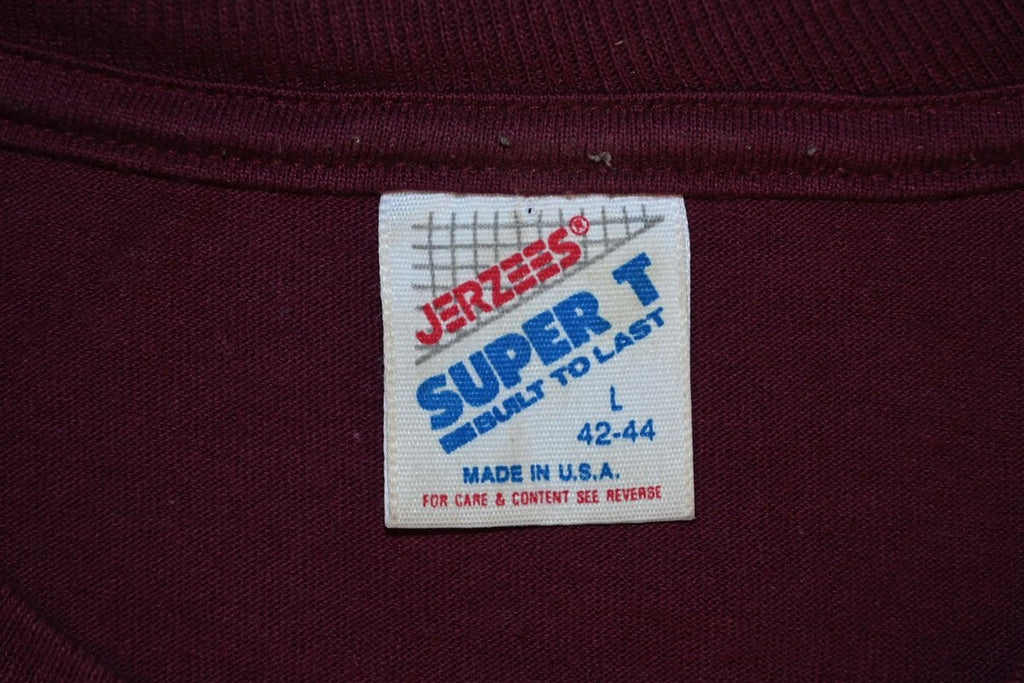 JERZEES®
SUPER T
BUILT TO LAST
L
42-44
MADE IN U.S.A.
FOR CARE & CONTENT SEE REVERSE